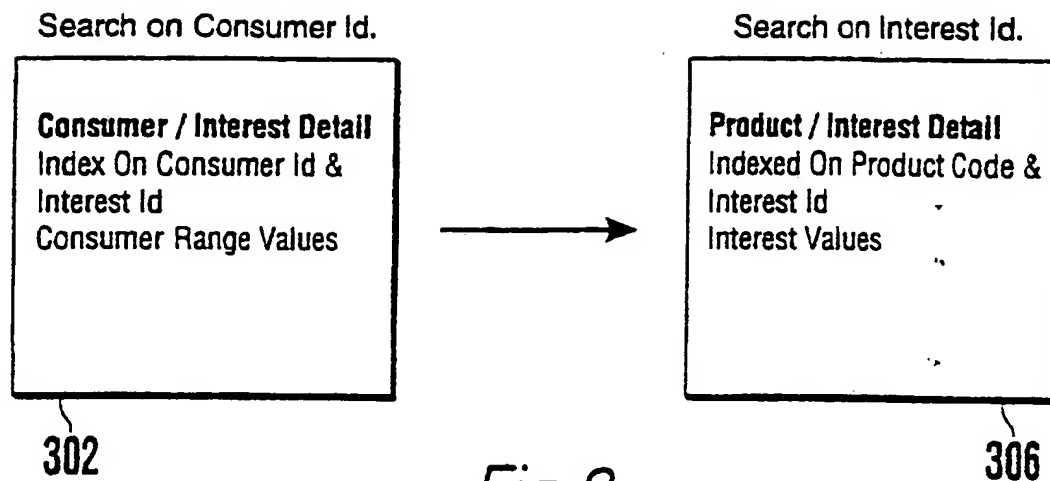 Search on Consumer Id.
Consumer / Interest Detail
Index On Consumer Id &
Interest Id
Consumer Range Values
302
Search on Interest Id.
Product / Interest Detail
Indexed On Product Code &
Interest Id
Interest Values
306